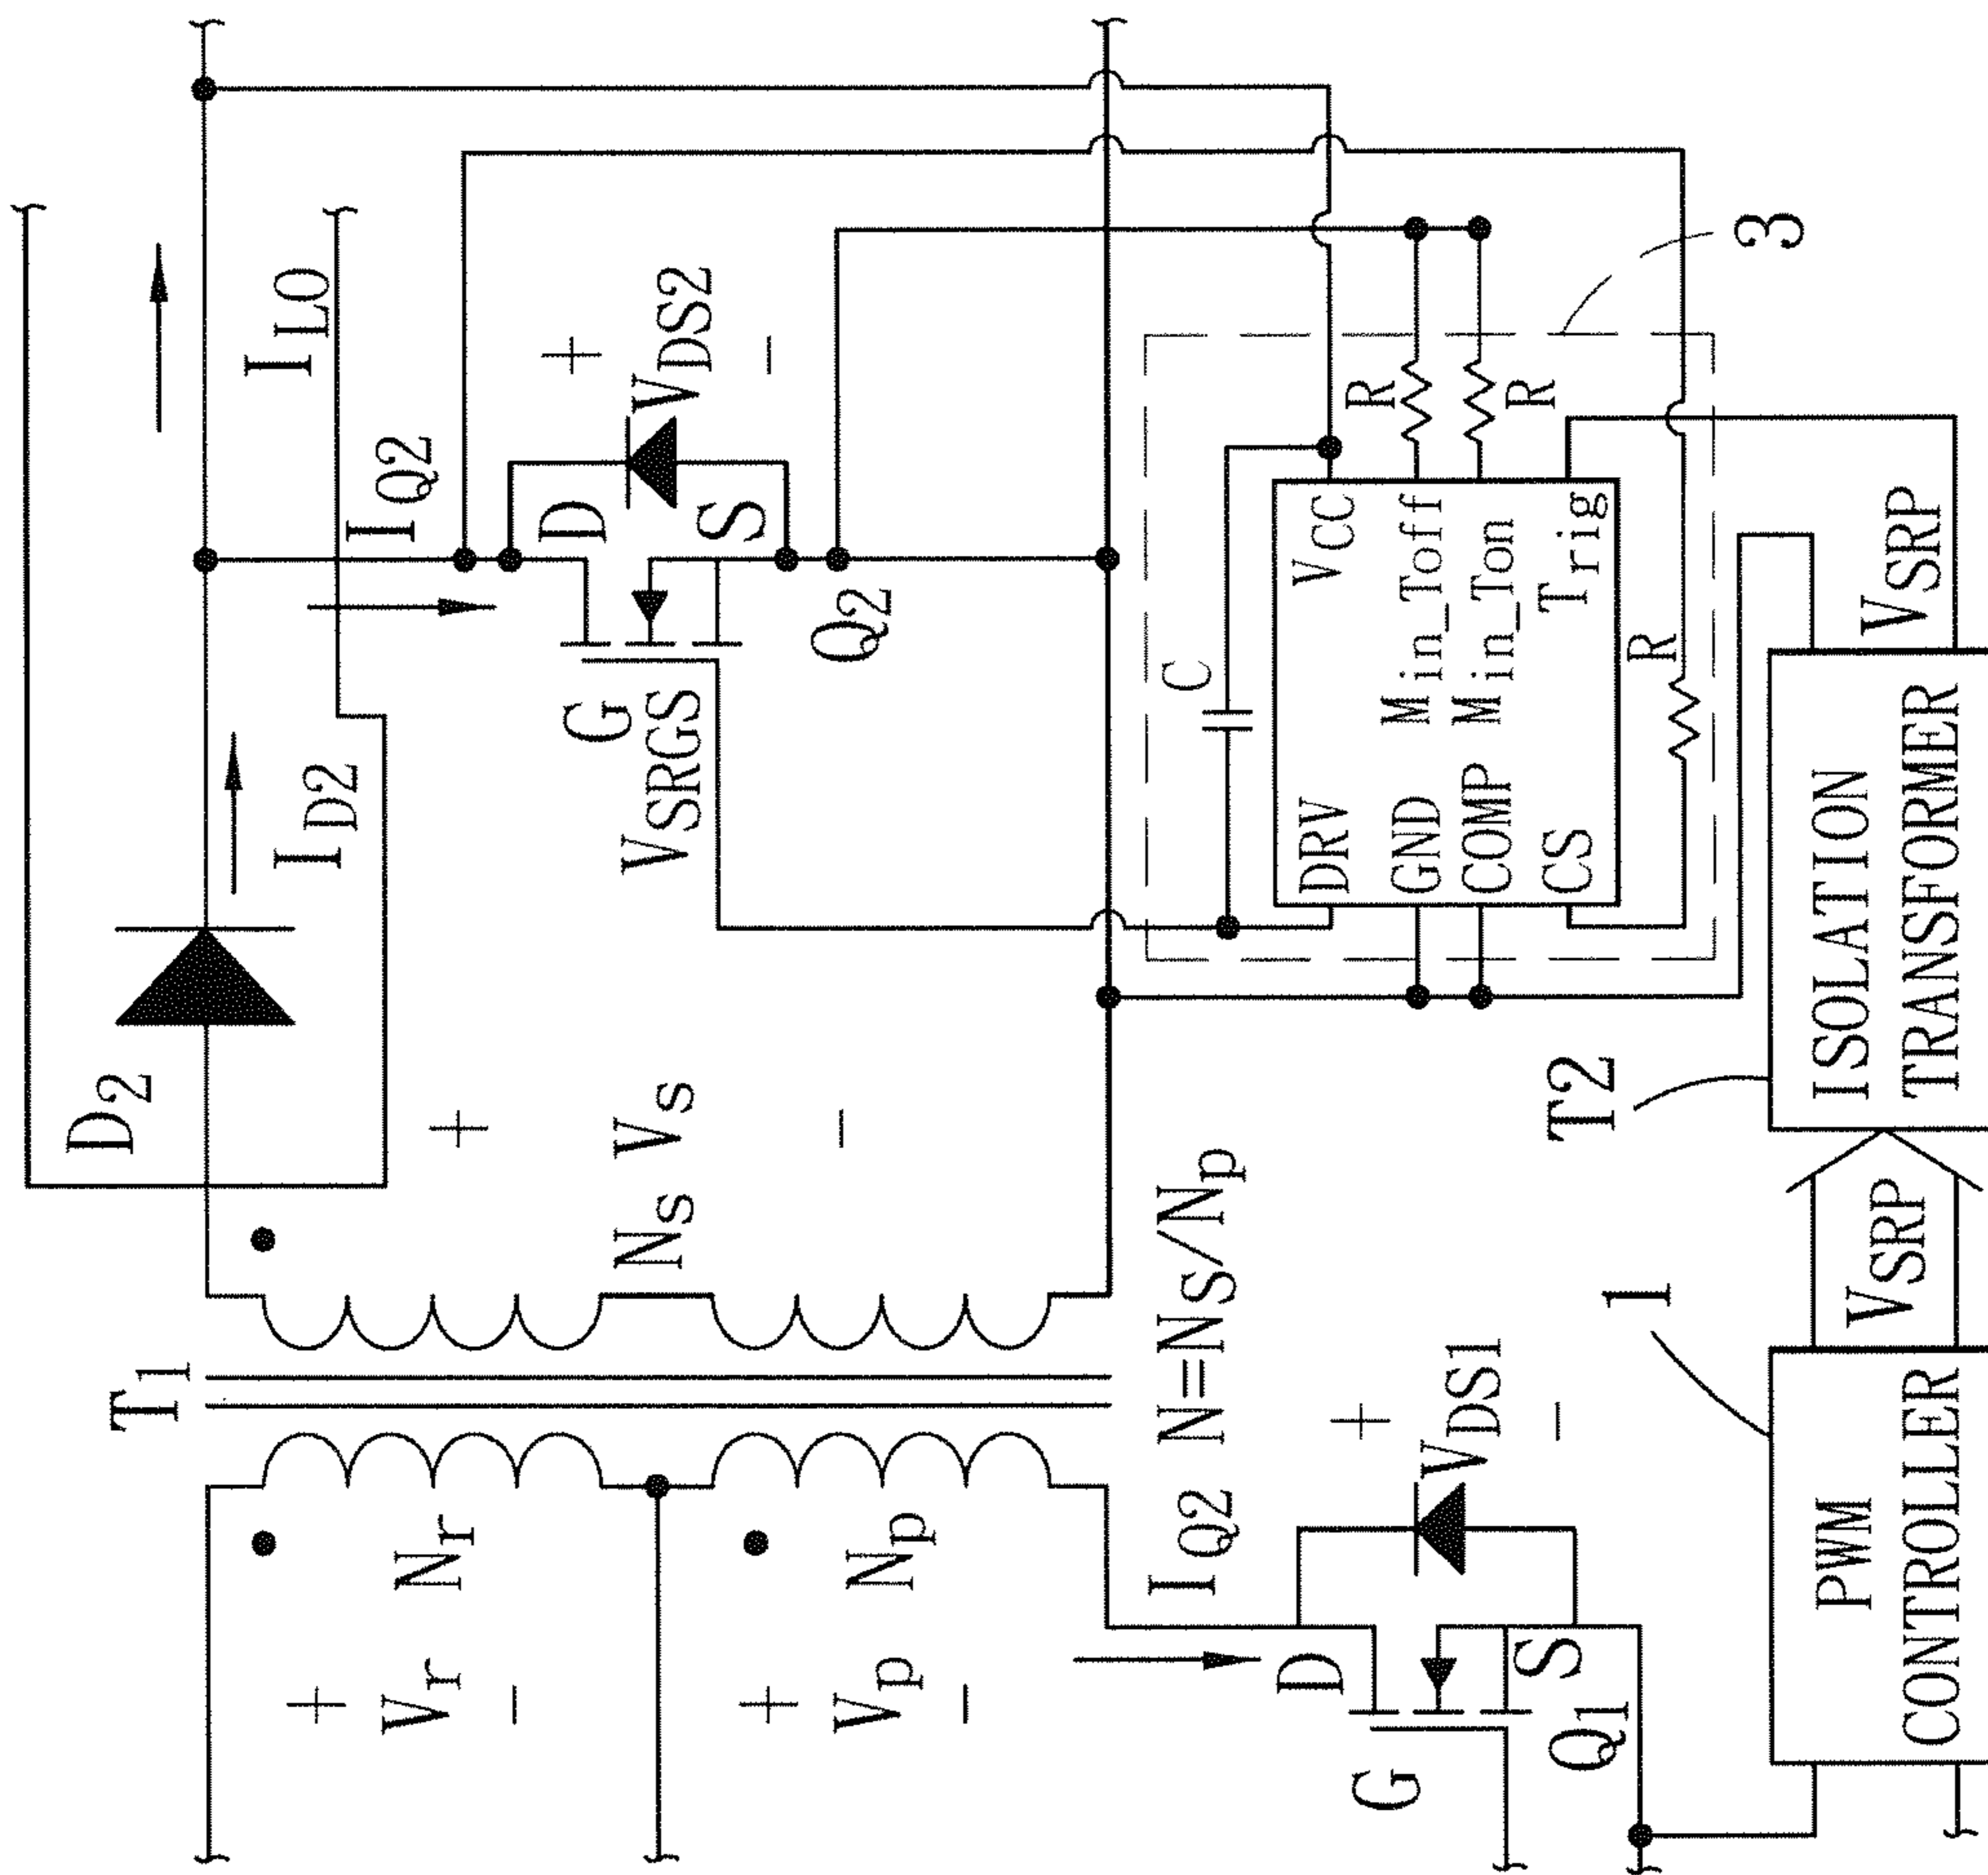 T1
D2
ID2
ILO
IQ2
Vr
Nr
Vp
Np
Ns
Vs
N=NS/Np
IQ2
D
G
S
Q1
VDS1
G
D
S
Q2
VSRGS
VDS2
C
DRV
GND
COMP
CS
VCC
Min_Toff
Min_Ton
Trig
R
R
R
3
1
PWM
CONTROLLER
VSRP
T2
ISOLATION
TRANSFORMER
VSRP